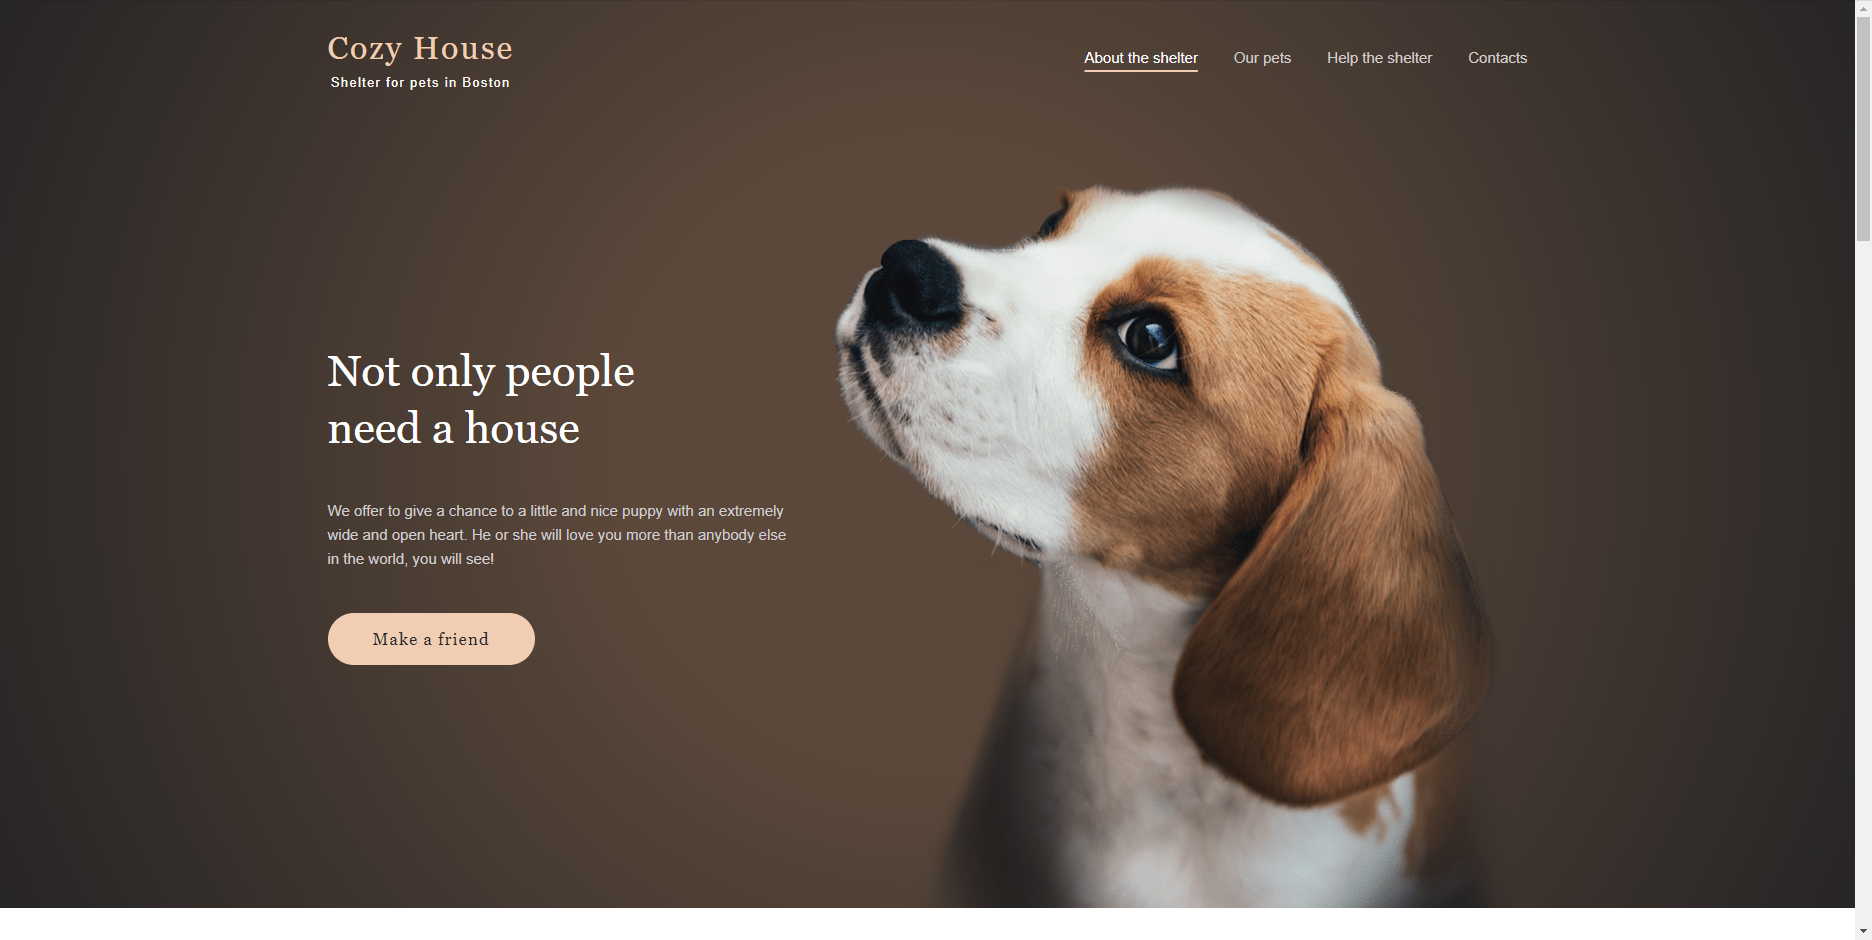 Cozy House
Shelter for pets in Boston
About the shelter
Our pets
Help the shelter
Contacts
Not only people
need a house
We offer to give a chance to a little and nice puppy with an extremely
wide and open heart. He or she will love you more than anybody else
in the world, you will see!
Make a friend